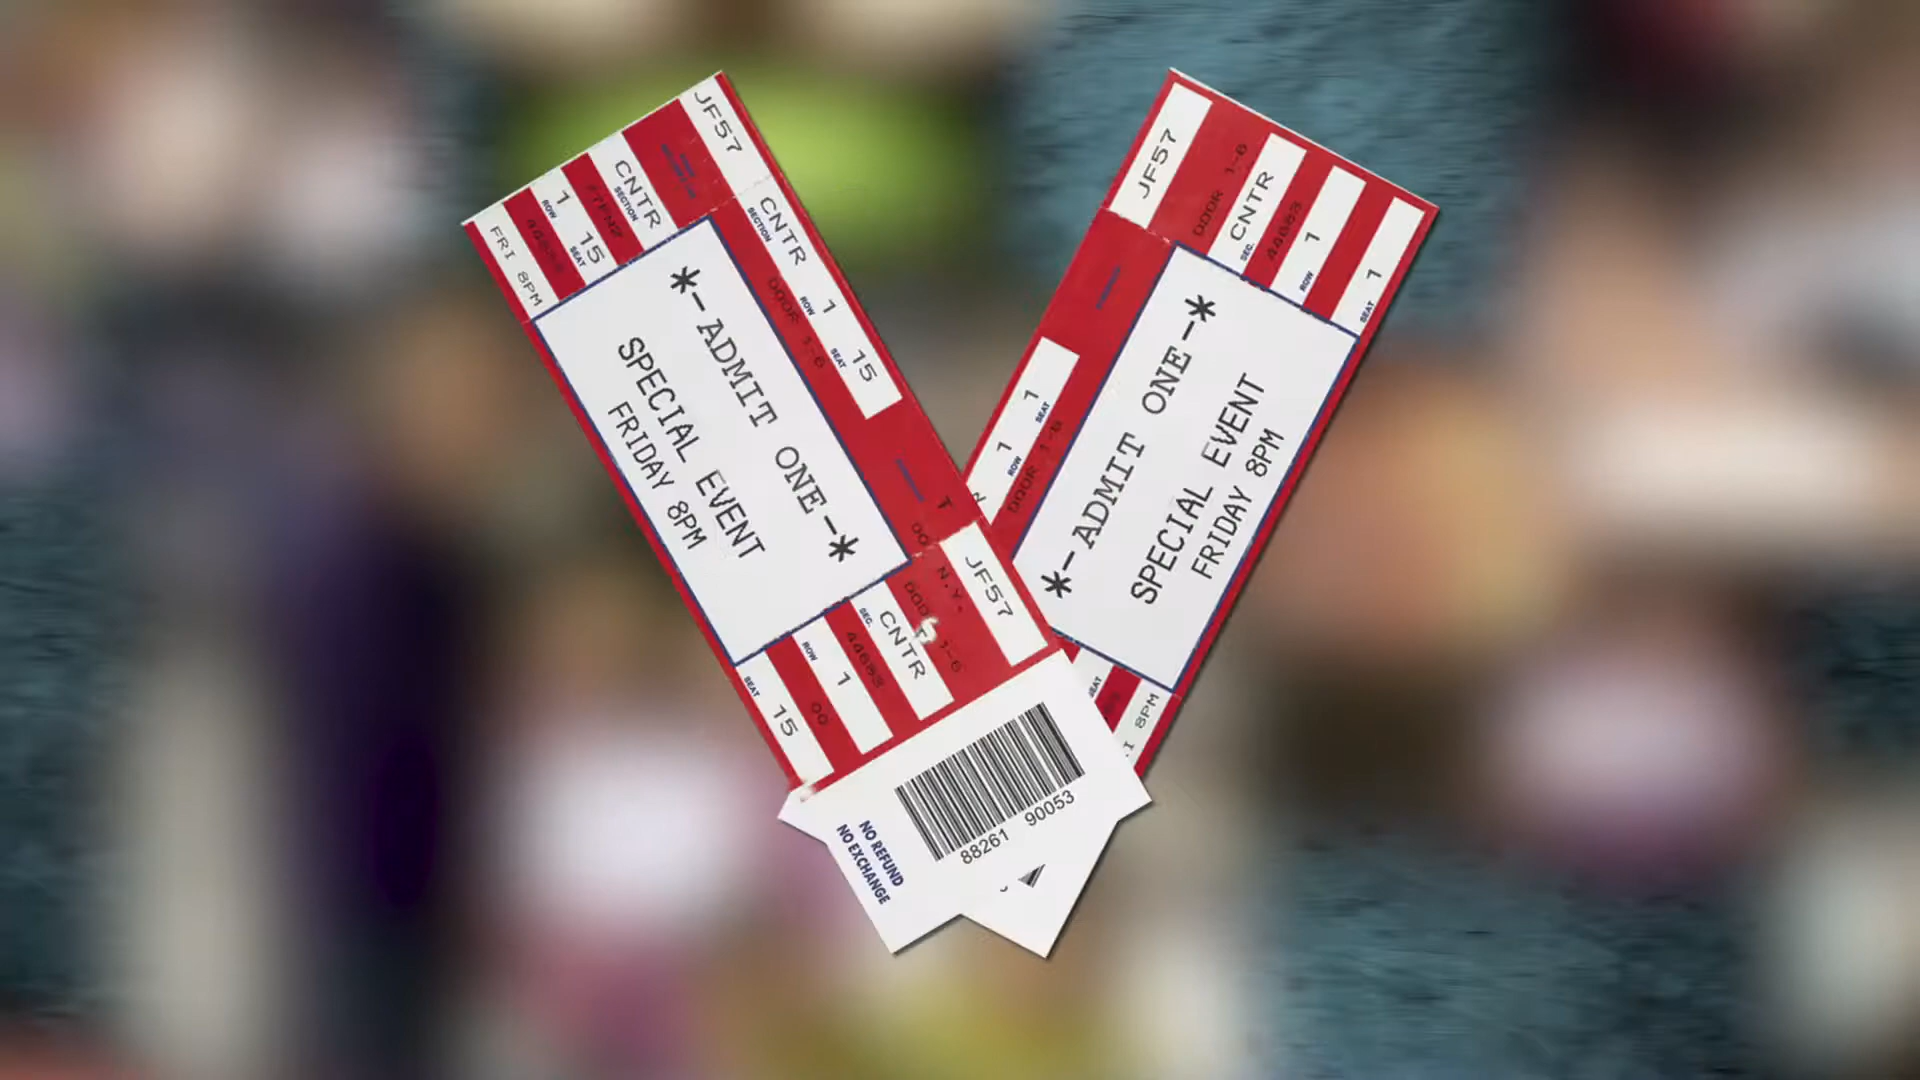 JF57
CNTR
SECTION
1
ROW
15
SEAT
FRI 8PM
CNTR
SECTION
1
ROW
15
SEAT
DOOR 1-6
*-ADMIT ONE-*
SPECIAL EVENT
FRIDAY 8PM
N.Y.
JF57
CNTR
SEC.
44683
1
ROW
00
15
SEAT
88261 90053
NO REFUND
NO EXCHANGE
JF57
DOOR 1-6
CNTR
SEC.
44683
1
ROW
1
SEAT
1
ROW
1
SEAT
DOOR 1-6
*-ADMIT ONE-*
SPECIAL EVENT
FRIDAY 8PM
8PM